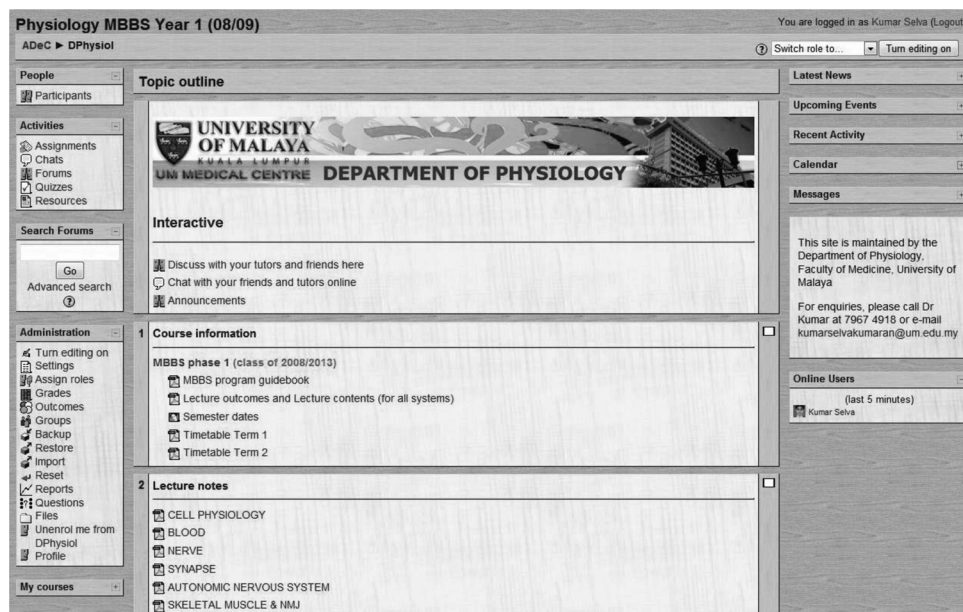 Physiology MBBS Year 1 (08/09)
You are logged in as Kumar Selva (Logout
ADeC ► DPhysiol
Switch role to...
Turn editing on
People
Participants
Activities
Assignments
Chats
Forums
Quizzes
Resources
Search Forums
Go
Advanced search
Administration
Turn editing on
Settings
Assign roles
Grades
Outcomes
Groups
Backup
Restore
Import
Reset
Reports
Questions
Files
Unenrol me from
DPhysiol
Profile
My courses
Topic outline
UNIVERSITY
OF MALAYA
KUALA LUMPUR
UM MEDICAL CENTRE DEPARTMENT OF PHYSIOLOGY
Interactive
Discuss with your tutors and friends here
Chat with your friends and tutors online
Announcements
1 Course information
MBBS phase 1 (class of 2008/2013)
MBBS program guidebook
Lecture outcomes and Lecture contents (for all systems)
Semester dates
Timetable Term 1
Timetable Term 2
2 Lecture notes
CELL PHYSIOLOGY
BLOOD
NERVE
SYNAPSE
AUTONOMIC NERVOUS SYSTEM
SKELETAL MUSCLE & NMJ
Latest News
Upcoming Events
Recent Activity
Calendar
Messages
This site is maintained by the
Department of Physiology,
Faculty of Medicine, University of
Malaya
For enquiries, please call Dr
Kumar at 7967 4918 or e-mail
kumarselvakumaran@um.edu.my
Online Users
(last 5 minutes)
Kumar Selva